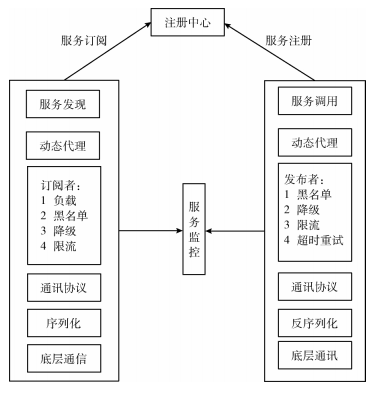 注册中心
服务订阅
服务注册
服务发现
动态代理
订阅者：
1 负载
2 黑名单
3 降级
4 限流
通讯协议
序列化
底层通信
服务监控
服务调用
动态代理
发布者：
1 黑名单
2 降级
3 限流
4 超时重试
通讯协议
反序列化
底层通讯